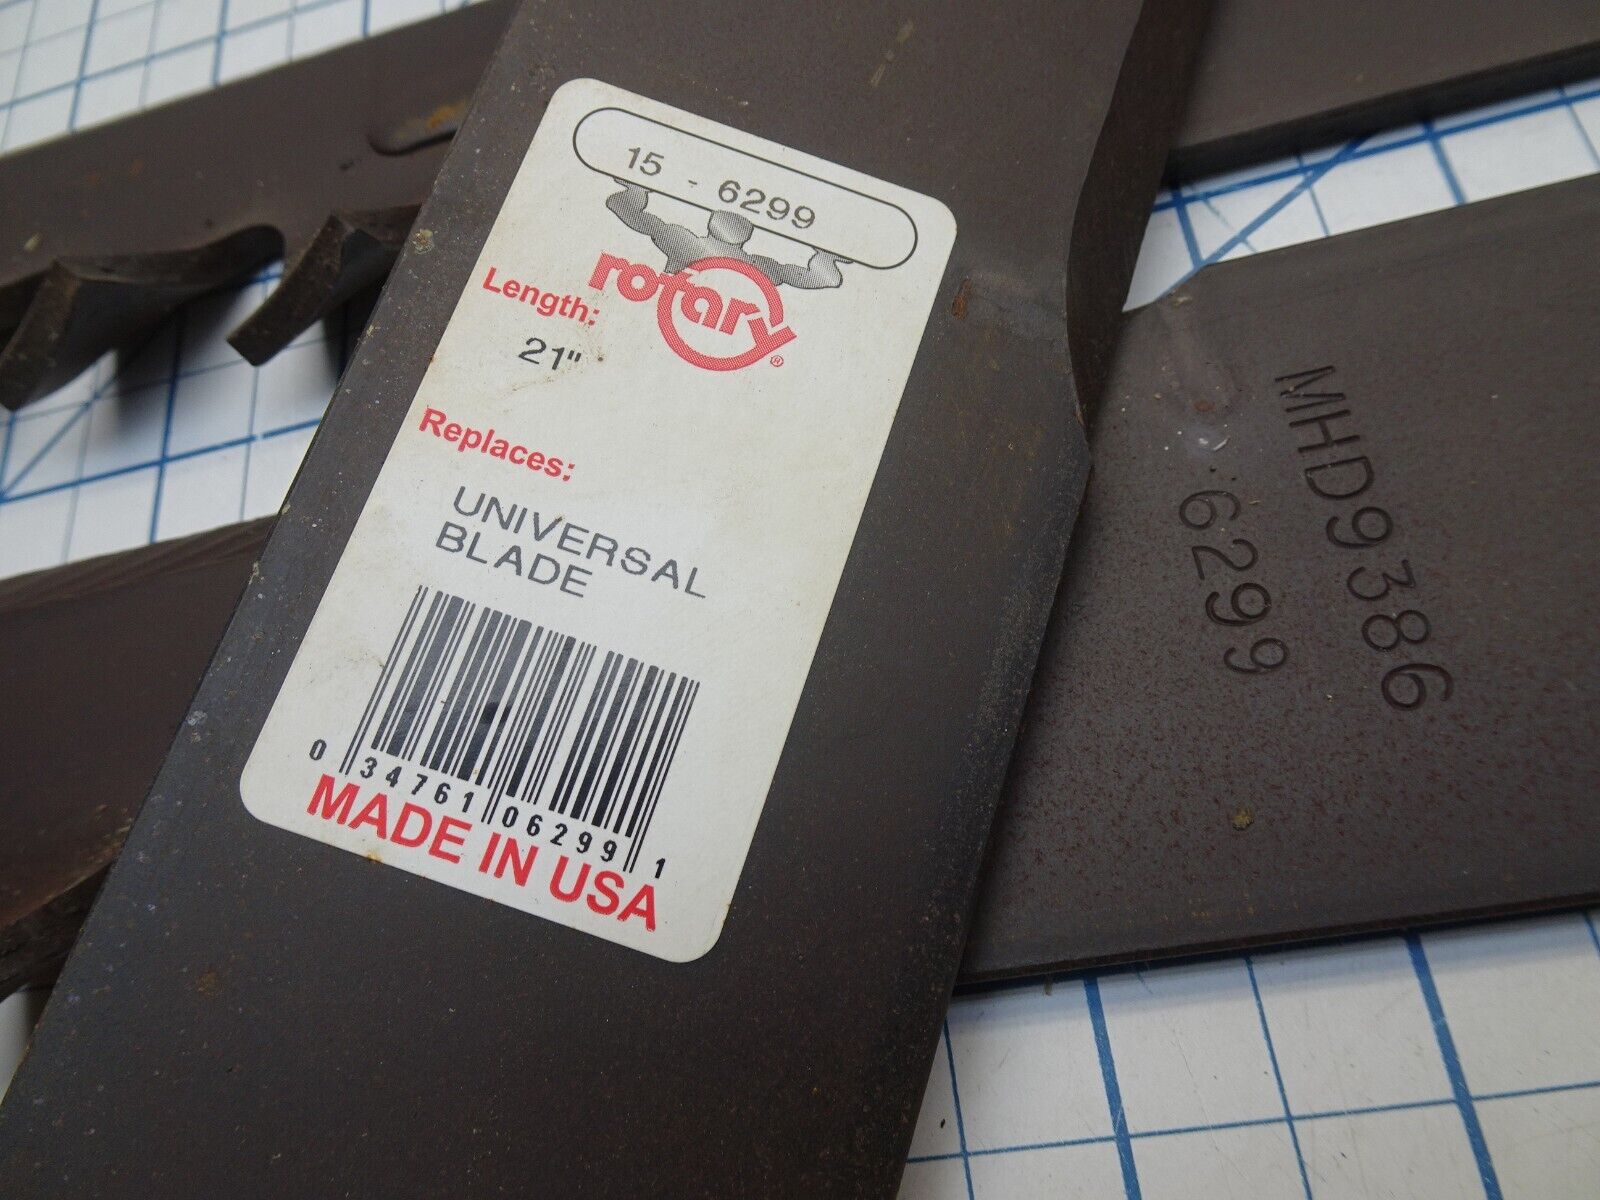 15 - 6299
rotary®
Length:
21"
Replaces:
UNIVERSAL
BLADE
0 34761 06299 1
MADE IN USA
MHD9386
6299